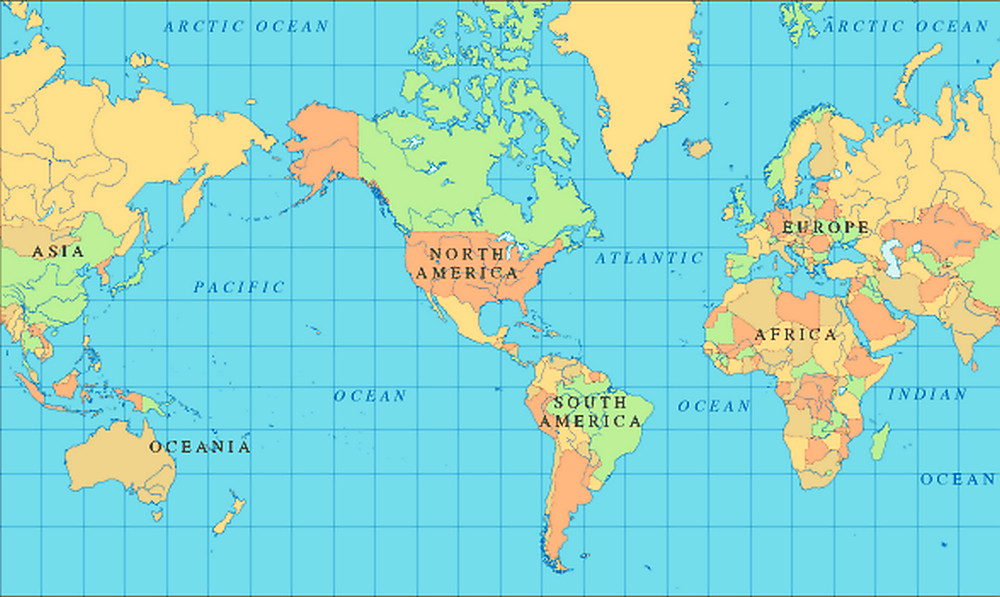 ARCTIC OCEAN
ARCTIC OCEAN
EUROPE
ASIA
NORTH
AMERICA
ATLANTIC
PACIFIC
AFRICA
OCEAN
SOUTH
AMERICA
OCEAN
INDIAN
OCEANIA
OCEAN